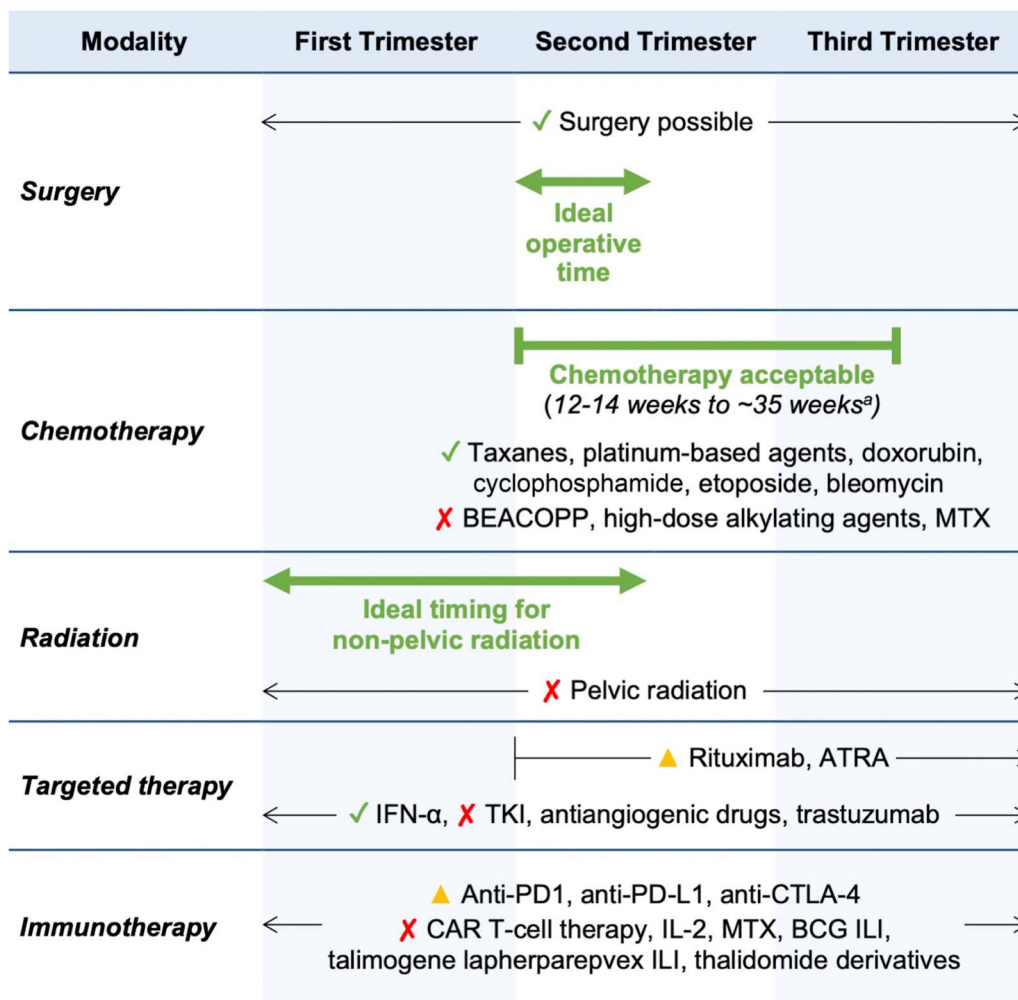 Modality First Trimester Second Trimester Third Trimester
Surgery
✓ Surgery possible
Ideal
operative
time
Chemotherapy
Chemotherapy acceptable
(12-14 weeks to ~35 weeksᵃ)
✓ Taxanes, platinum-based agents, doxorubin,
cyclophosphamide, etoposide, bleomycin
✗ BEACOPP, high-dose alkylating agents, MTX
Radiation
Ideal timing for
non-pelvic radiation
✗ Pelvic radiation
Targeted therapy
▲ Rituximab, ATRA
✓ IFN-α, ✗ TKI, antiangiogenic drugs, trastuzumab
Immunotherapy
▲ Anti-PD1, anti-PD-L1, anti-CTLA-4
✗ CAR T-cell therapy, IL-2, MTX, BCG ILI,
talimogene lapherparepvex ILI, thalidomide derivatives